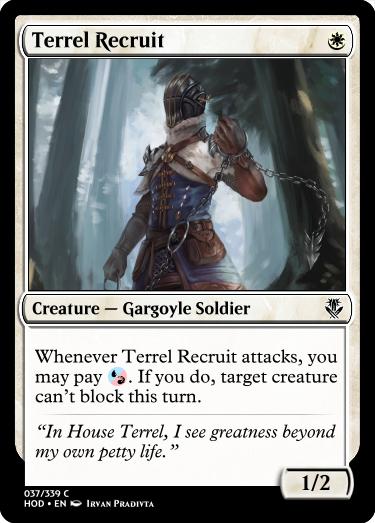 Terrel Recruit
Creature — Gargoyle Soldier
Whenever Terrel Recruit attacks, you
may pay . If you do, target creature
can't block this turn.
“In House Terrel, I see greatness beyond
my own petty life.”
1/2
037/339 C
HOD • EN Irvan Pradivta